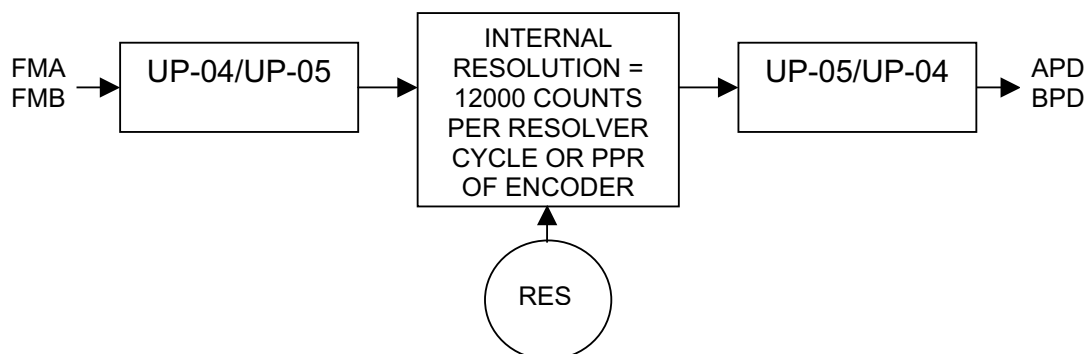 FMA
FMB
UP-04/UP-05
INTERNAL
RESOLUTION =
12000 COUNTS
PER RESOLVER
CYCLE OR PPR
OF ENCODER
UP-05/UP-04
APD
BPD
RES